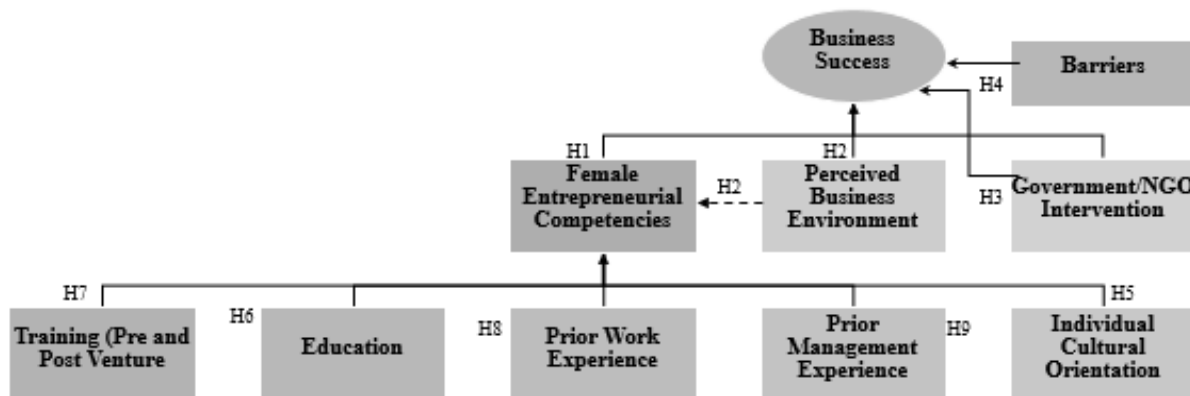 Business
Success
Barriers
H4
H1
H2
Female
Entrepreneurial
Competencies
H2
Perceived
Business
Environment
H3
Government/NGO
Intervention
H7
H6
H8
H9
H5
Training (Pre and
Post Venture
Education
Prior Work
Experience
Prior
Management
Experience
Individual
Cultural
Orientation